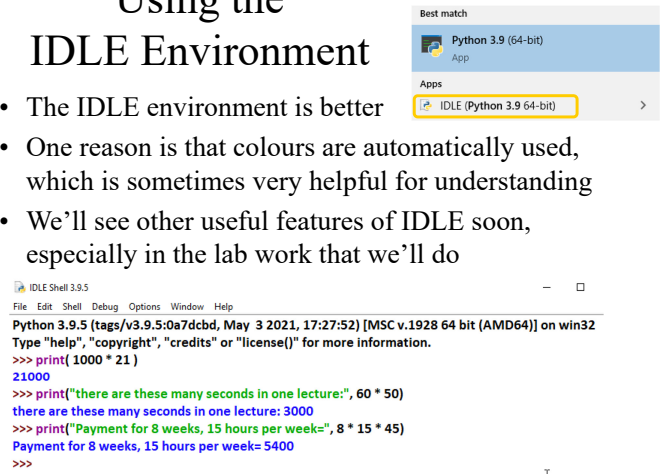 Using the
IDLE Environment
Best match
Python 3.9 (64-bit)
App
Apps
IDLE (Python 3.9 64-bit)
• The IDLE environment is better
• One reason is that colours are automatically used,
which is sometimes very helpful for understanding
• We'll see other useful features of IDLE soon,
especially in the lab work that we'll do
IDLE Shell 3.9.5
File Edit Shell Debug Options Window Help
Python 3.9.5 (tags/v3.9.5:0a7dcbd, May 3 2021, 17:27:52) [MSC v.1928 64 bit (AMD64)] on win32
Type "help", "copyright", "credits" or "license()" for more information.
>>> print( 1000 * 21 )
21000
>>> print("there are these many seconds in one lecture:", 60 * 50)
there are these many seconds in one lecture: 3000
>>> print("Payment for 8 weeks, 15 hours per week=", 8 * 15 * 45)
Payment for 8 weeks, 15 hours per week= 5400
>>>